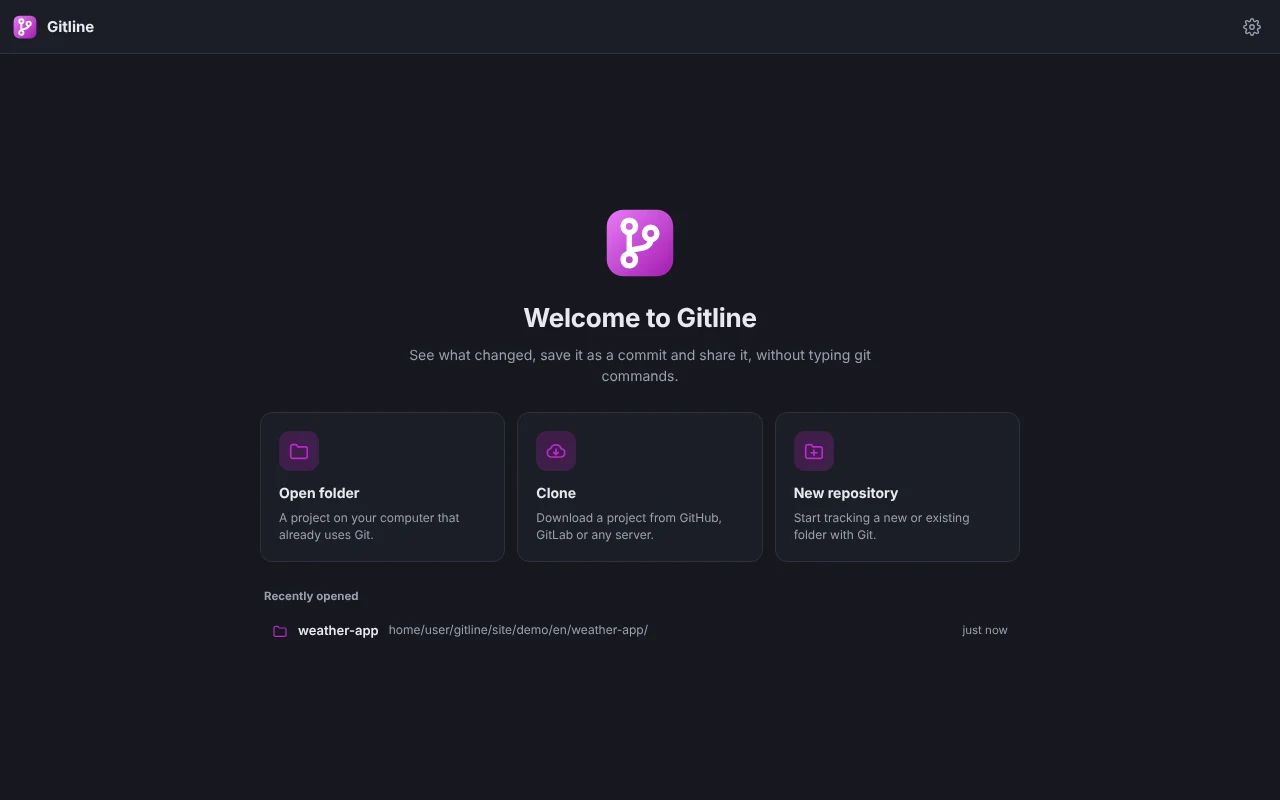 Gitline
Welcome to Gitline
See what changed, save it as a commit and share it, without typing git
commands.
Open folder
A project on your computer that
already uses Git.
Clone
Download a project from GitHub,
GitLab or any server.
New repository
Start tracking a new or existing
folder with Git.
Recently opened
weather-app home/user/gitline/site/demo/en/weather-app/ just now